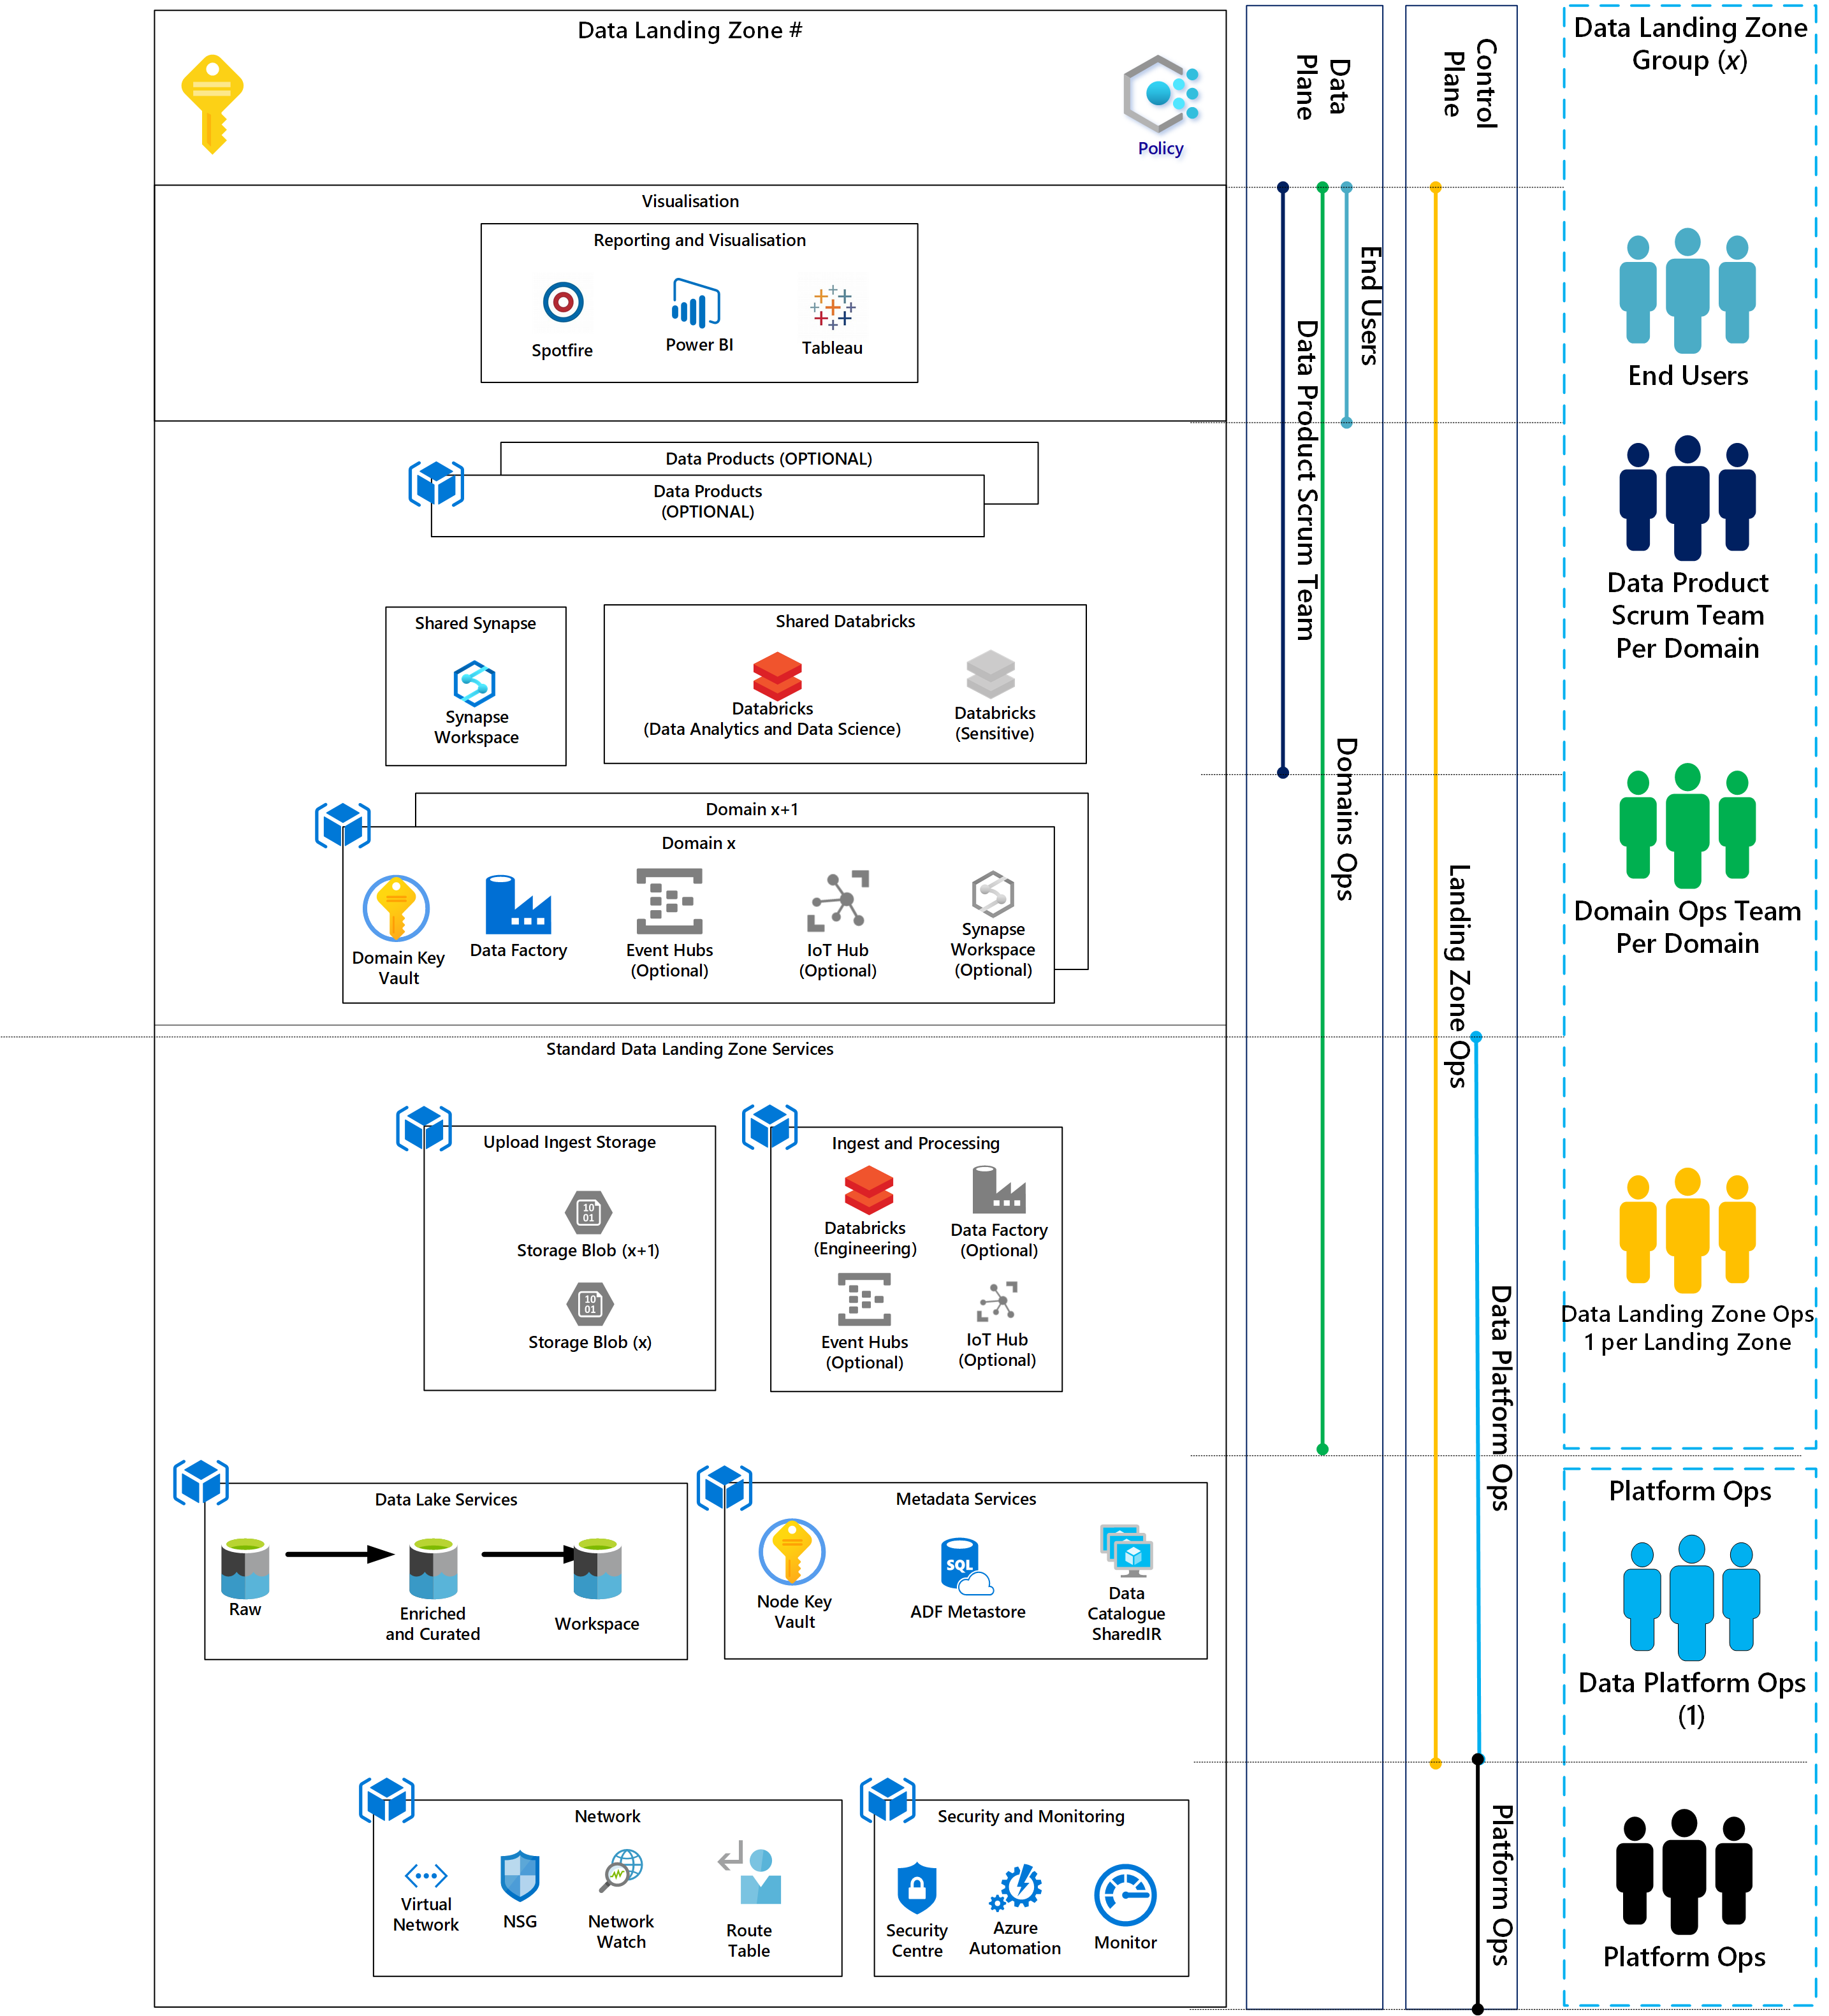 Data Landing Zone #
Policy
Visualisation
Reporting and Visualisation
Spotfire
Power BI
Tableau
Data Products (OPTIONAL)
Data Products
(OPTIONAL)
Shared Synapse
Synapse
Workspace
Shared Databricks
Databricks
(Data Analytics and Data Science)
Databricks
(Sensitive)
Domain x+1
Domain x
Domain Key
Vault
Data Factory
Event Hubs
(Optional)
IoT Hub
(Optional)
Synapse
Workspace
(Optional)
Standard Data Landing Zone Services
Upload Ingest Storage
10
01
Storage Blob (x+1)
10
01
Storage Blob (x)
Ingest and Processing
Databricks
(Engineering)
Data Factory
(Optional)
Event Hubs
(Optional)
IoT Hub
(Optional)
Data Lake Services
Raw
Enriched
and Curated
Workspace
Metadata Services
Node Key
Vault
SQL
ADF Metastore
Data
Catalogue
SharedIR
Network
Virtual
Network
NSG
Network
Watch
Route
Table
Security and Monitoring
Security
Centre
Azure
Automation
Monitor
Data
Plane
End Users
Data Product Scrum Team
Domains Ops
Control
Plane
Landing Zone Ops
Data Platform Ops
Platform Ops
Data Landing Zone
Group (x)
End Users
Data Product
Scrum Team
Per Domain
Domain Ops Team
Per Domain
Data Landing Zone Ops
1 per Landing Zone
Platform Ops
Data Platform Ops
(1)
Platform Ops